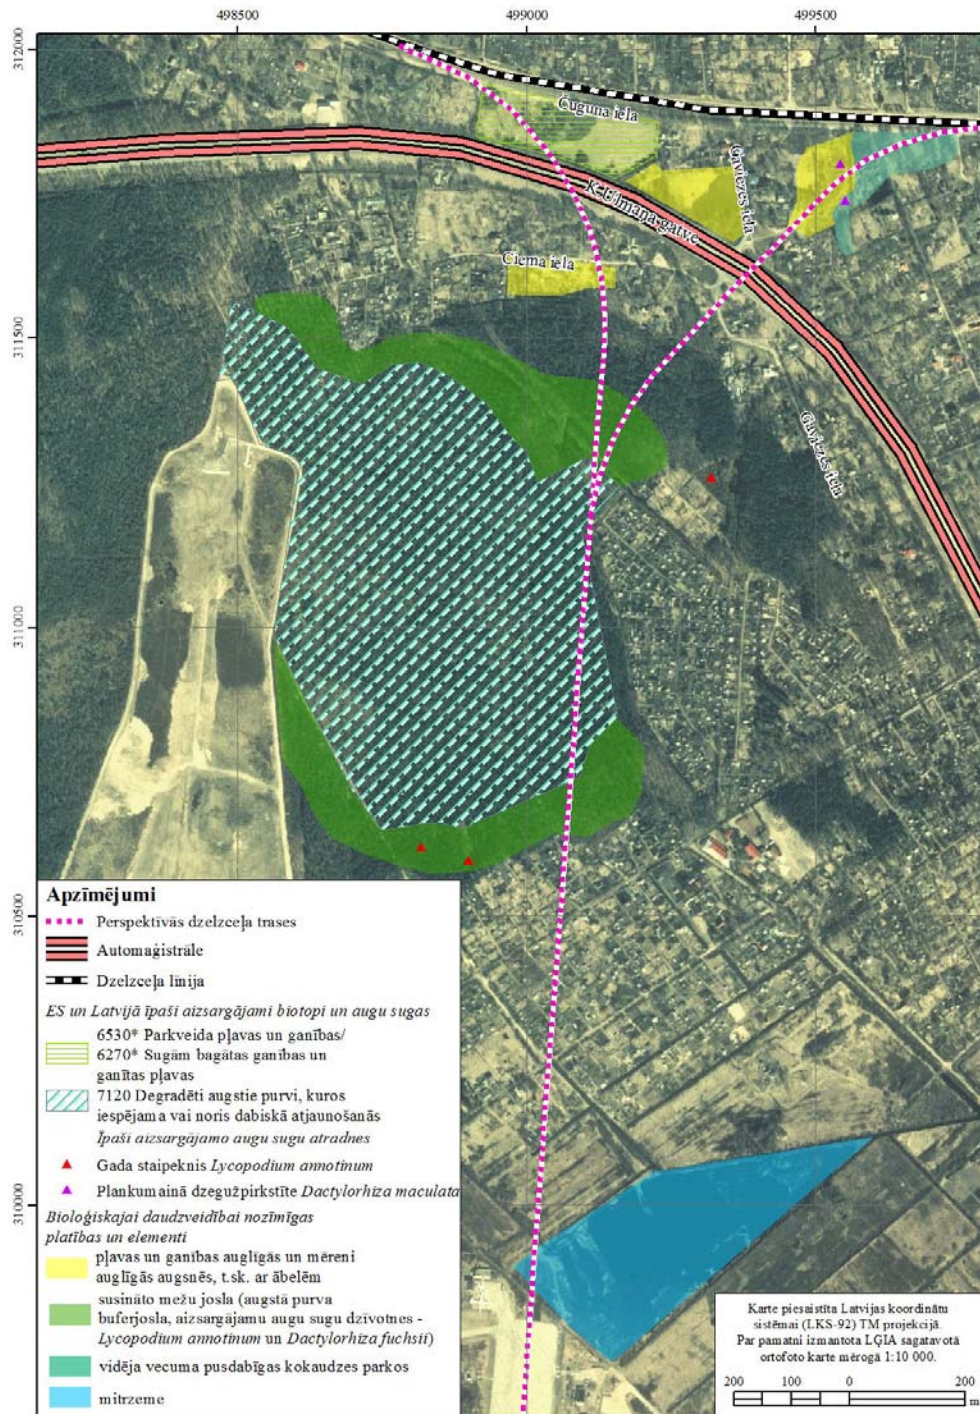 498500
499000
499500
312000
311500
311000
310500
310000
Čuguna iela
Gaviezes iela
K.Ulmaņa gatve
Ciema iela
Gaviezes iela
Apzīmējumi
Perspektīvās dzelzceļa trases
Automaģistrāle
Dzelzceļa līnija
ES un Latvijā īpaši aizsargājami biotopi un augu sugas
6530* Parkveida pļavas un ganības/
6270* Sugām bagātas ganības un
ganītas pļavas
7120 Degradēti augstie purvi, kuros
iespējama vai noris dabiskā atjaunošanās
Īpaši aizsargājamo augu sugu atradnes
Gada staipeknis Lycopodium annotinum
Plankumainā dzegužpirkstīte Dactylorhiza maculata
Bioloģiskajai daudzveidībai nozīmīgas
platības un elementi
pļavas un ganības auglīgās un mēreni
auglīgās augsnēs, t.sk. ar ābelēm
susināto mežu josla (augstā purva
buferjosla, aizsargājamu augu sugu dzīvotnes -
Lycopodium annotinum un Dactylorhiza fuchsii)
vidēja vecuma pusdabīgas kokaudzes parkos
mitrzeme
Karte piesaistīta Latvijas koordinātu
sistēmai (LKS-92) TM projekcijā.
Par pamatni izmantota LĢIA sagatavotā
ortofoto karte mērogā 1:10 000.
200 100 0 200
m